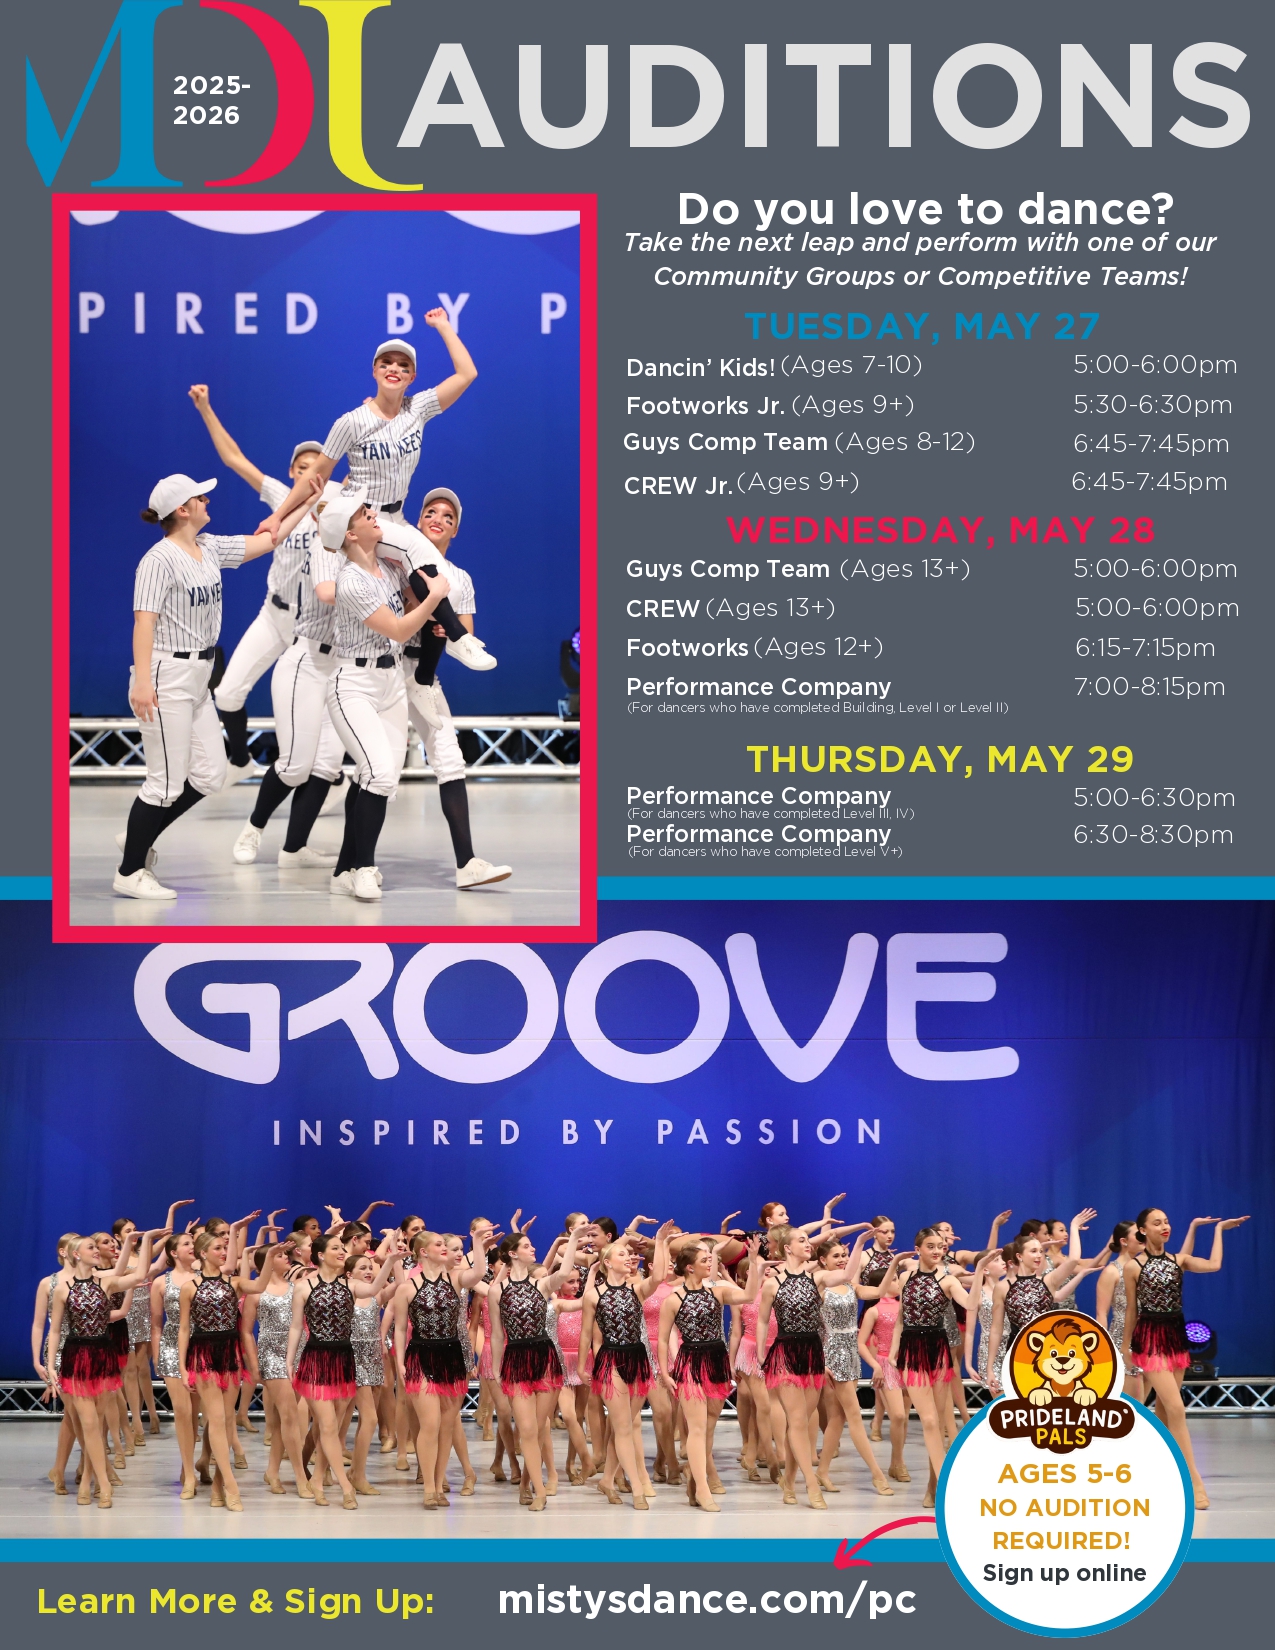 MDU
2025-
2026
AUDITIONS
Do you love to dance?
Take the next leap and perform with one of our
Community Groups or Competitive Teams!
TUESDAY, MAY 27
Dancin' Kids! (Ages 7-10) 5:00-6:00pm
Footworks Jr. (Ages 9+) 5:30-6:30pm
Guys Comp Team (Ages 8-12) 6:45-7:45pm
CREW Jr. (Ages 9+) 6:45-7:45pm
WEDNESDAY, MAY 28
Guys Comp Team (Ages 13+) 5:00-6:00pm
CREW (Ages 13+) 5:00-6:00pm
Footworks (Ages 12+) 6:15-7:15pm
Performance Company 7:00-8:15pm
(For dancers who have completed Building, Level I or Level II)
THURSDAY, MAY 29
Performance Company 5:00-6:30pm
(For dancers who have completed Level III, IV)
Performance Company 6:30-8:30pm
(For dancers who have completed Level V+)
PIRED BY P
YANKEES
GROOVE
INSPIRED BY PASSION
PRIDELAND
PALS
AGES 5-6
NO AUDITION
REQUIRED!
Sign up online
Learn More & Sign Up: mistysdance.com/pc